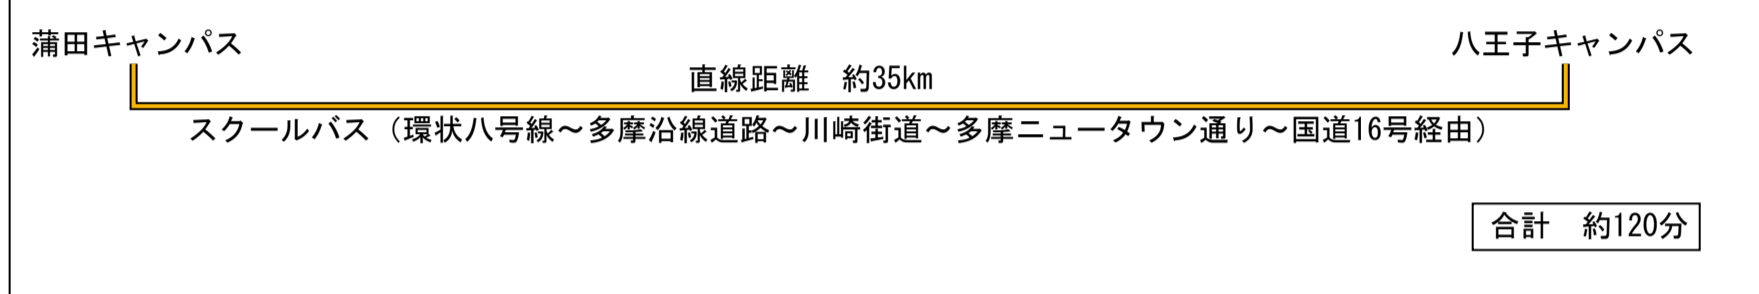 蒲田キャンパス
八王子キャンパス
直線距離　約35km
スクールバス（環状八号線～多摩沿線道路～川崎街道～多摩ニュータウン通り～国道16号経由）
合計　約120分